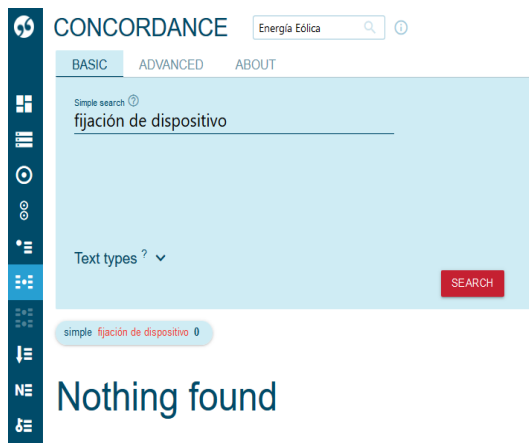 CONCORDANCE
Energía Eólica
BASIC ADVANCED ABOUT
Simple search ?
fijación de dispositivo
Text types ?
SEARCH
simple fijación de dispositivo 0
Nothing found